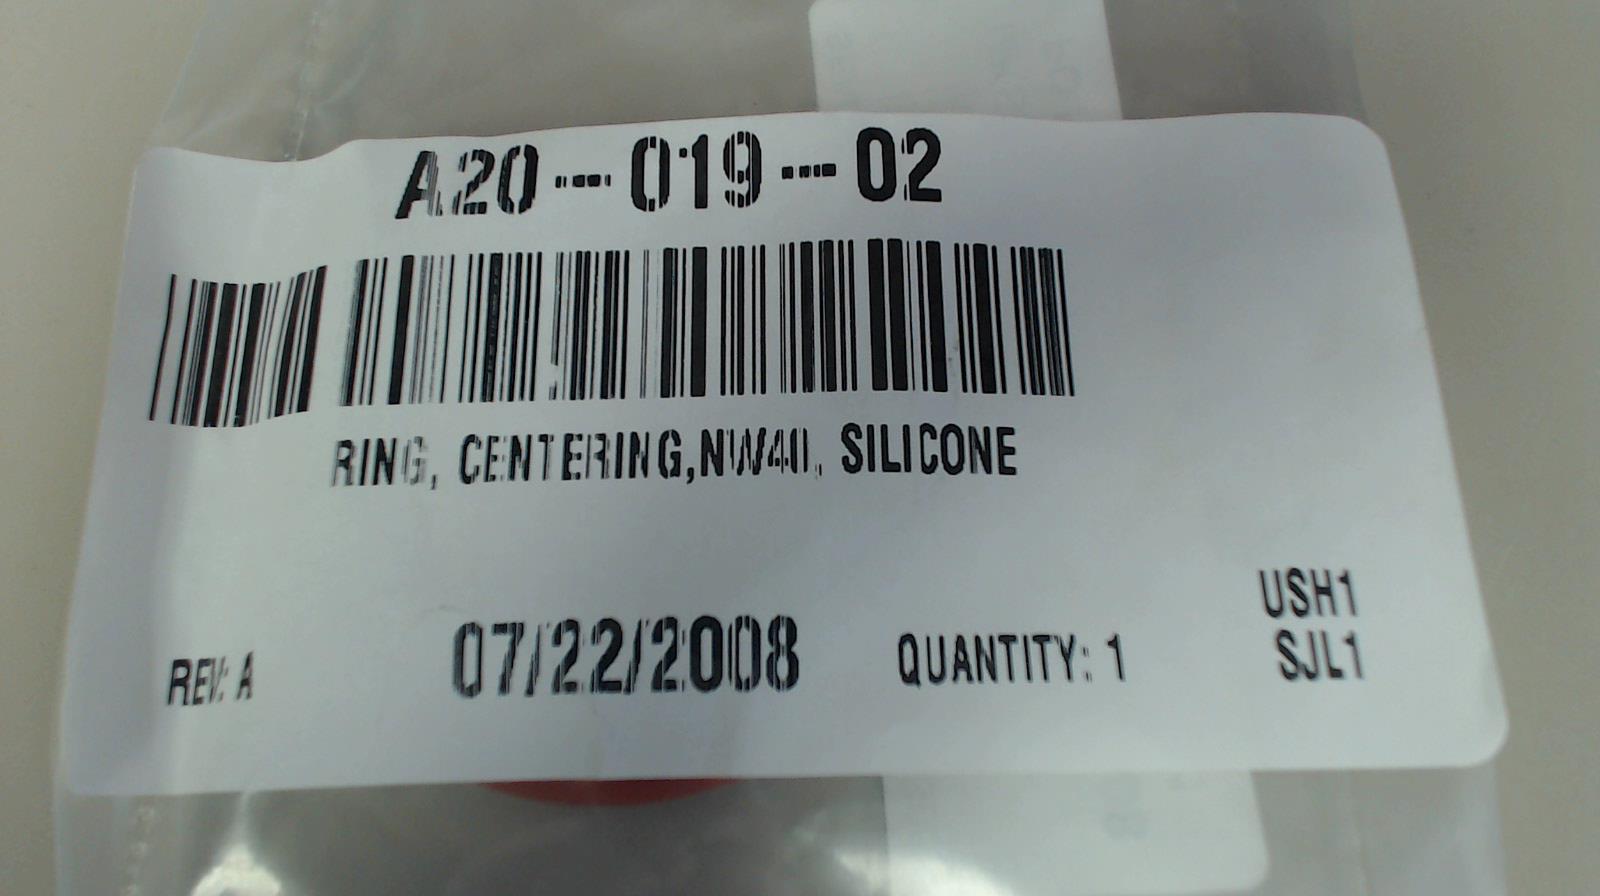 A20-019-02
RING, CENTERING,NW40, SILICONE
USH1
REV: A 07/22/2008 QUANTITY: 1 SJL1